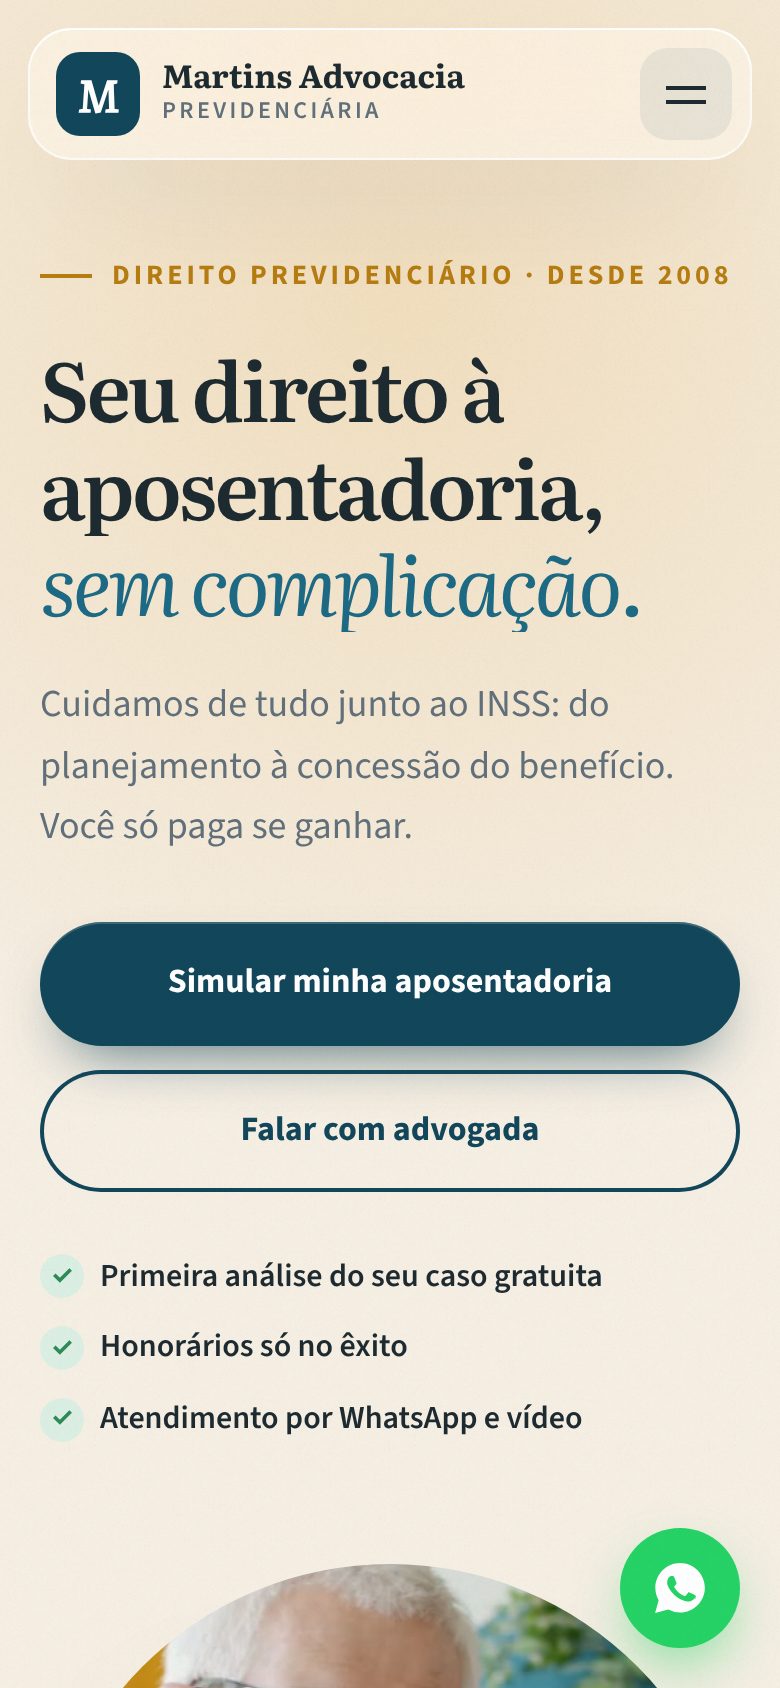 M
Martins Advocacia
PREVIDENCIÁRIA
DIREITO PREVIDENCIÁRIO · DESDE 2008
Seu direito à
aposentadoria,
sem complicação.
Cuidamos de tudo junto ao INSS: do
planejamento à concessão do benefício.
Você só paga se ganhar.
Simular minha aposentadoria
Falar com advogada
Primeira análise do seu caso gratuita
Honorários só no êxito
Atendimento por WhatsApp e vídeo